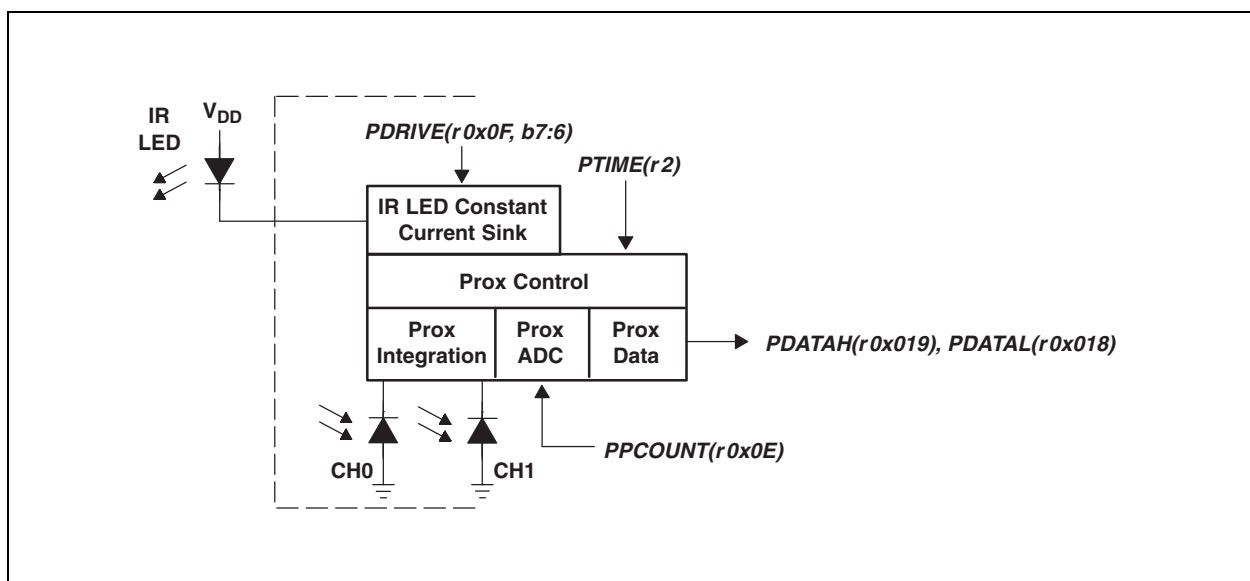 IR
LED
VDD
PDRIVE(r0x0F, b7:6)
PTIME(r2)
IR LED Constant
Current Sink
Prox Control
Prox
Integration
Prox
ADC
Prox
Data
PDATAH(r0x019), PDATAL(r0x018)
CH0
CH1
PPCOUNT(r0x0E)